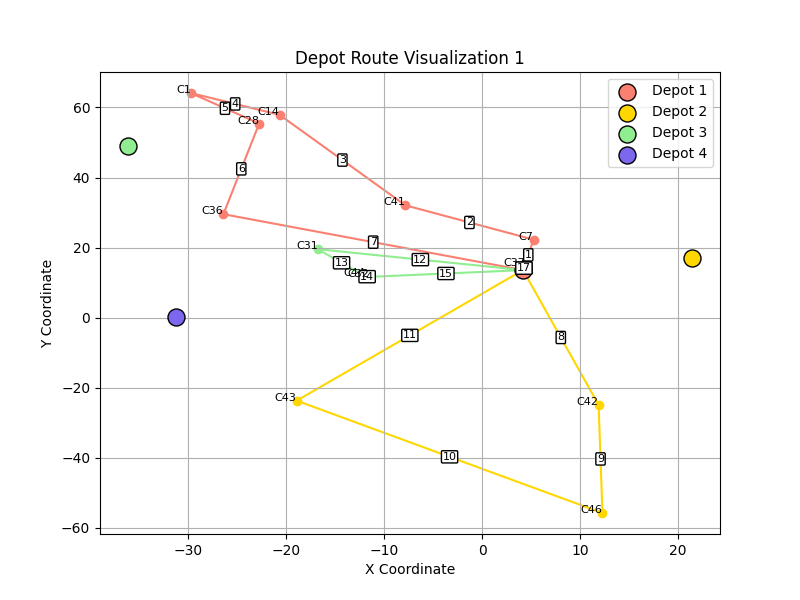 Depot Route Visualization 1
Depot 1
Depot 2
Depot 3
Depot 4
C1
4
5
C14
C28
3
6
C41
C36
2
C7
7
1
C31
12
13
17
14
15
8
11
C43
C42
10
9
C46
60
40
20
0
−20
−40
−60
−30
−20
−10
0
10
20
X Coordinate
Y Coordinate